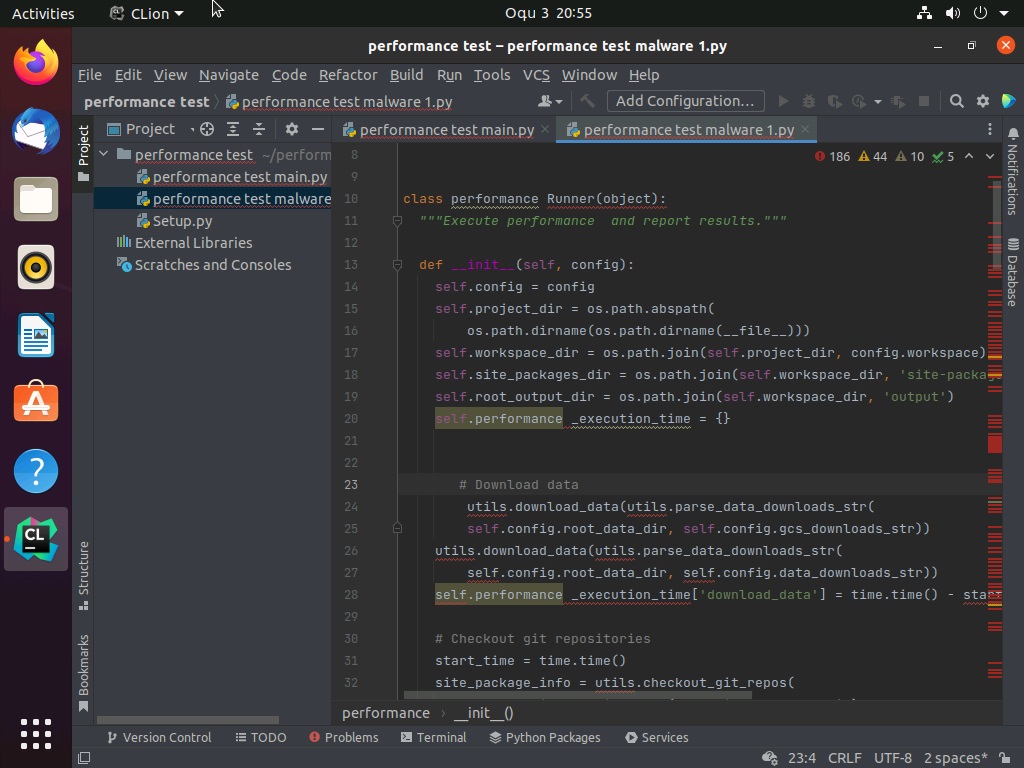 Activities
CLion
Oqu 3 20:55
performance test – performance test malware 1.py
File Edit View Navigate Code Refactor Build Run Tools VCS Window Help
performance test
performance test malware 1.py
Add Configuration...
Project
Project
performance test ~/perform
performance test main.py
performance test malware
Setup.py
External Libraries
Scratches and Consoles
Structure
Bookmarks
performance test main.py
performance test malware 1.py
186 44 10 5
8
9
10 class performance Runner(object):
11 """Execute performance  and report results."""
12
13 def __init__(self, config):
14 self.config = config
15 self.project_dir = os.path.abspath(
16 os.path.dirname(os.path.dirname(__file__)))
17 self.workspace_dir = os.path.join(self.project_dir, config.workspace)
18 self.site_packages_dir = os.path.join(self.workspace_dir, 'site-packag
19 self.root_output_dir = os.path.join(self.workspace_dir, 'output')
20 self.performance _execution_time = {}
21
22
23 # Download data
24 utils.download_data(utils.parse_data_downloads_str(
25 self.config.root_data_dir, self.config.gcs_downloads_str))
26 utils.download_data(utils.parse_data_downloads_str(
27 self.config.root_data_dir, self.config.data_downloads_str))
28 self.performance _execution_time['download_data'] = time.time() - start
29
30 # Checkout git repositories
31 start_time = time.time()
32 site_package_info = utils.checkout_git_repos(
Notifications
Database
performance
__init__()
Version Control
TODO
Problems
Terminal
Python Packages
Services
23:4 CRLF UTF-8 2 spaces*
CL